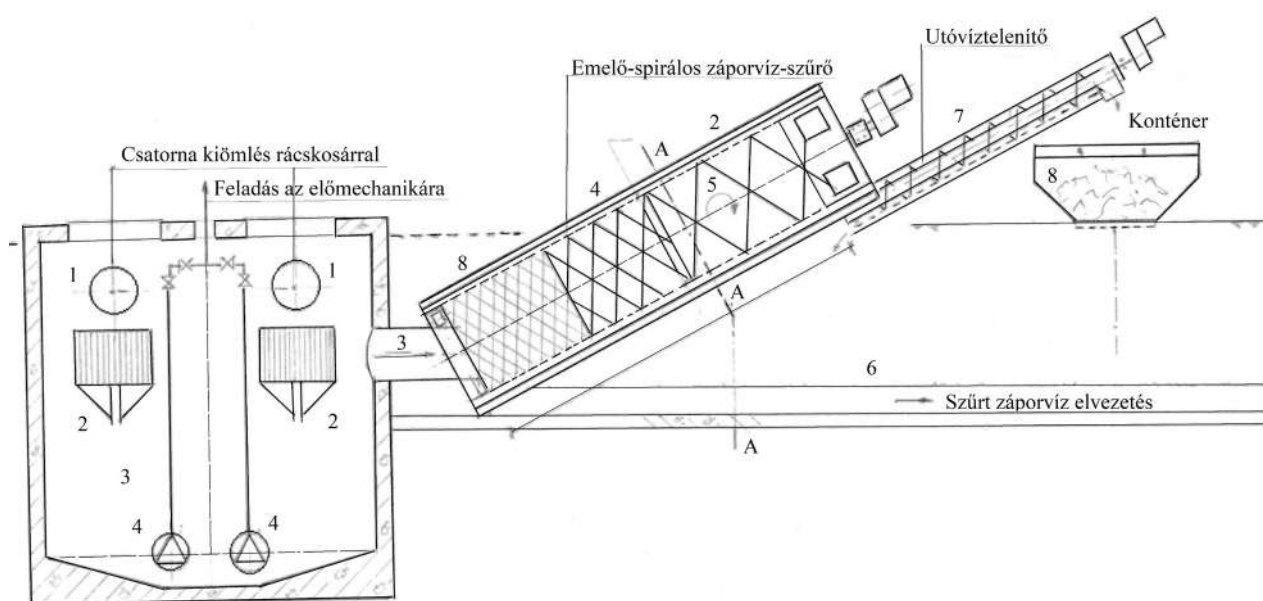 Utóvíztelenítő
Emelő-spirálos záporvíz-szűrő
2
7
Konténer
A
Csatorna kiömlés rácskosárral
Feladás az előmechanikára
4
5
8
8
1
1
A
3
6
Szűrt záporvíz elvezetés
2
2
A
3
4
4